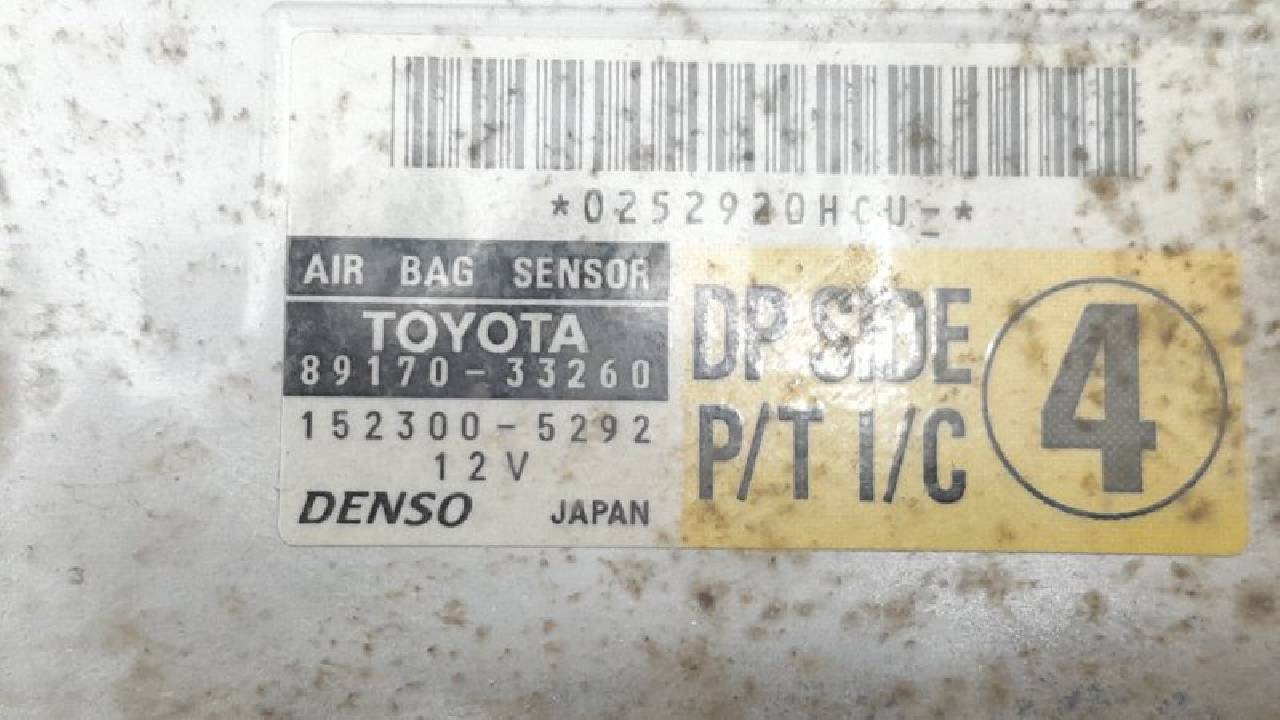 *0252920HCU-*
AIR BAG SENSOR
TOYOTA
89170-33260
152300-5292
12V
DENSO JAPAN
DP SIDE
P/T I/C
4